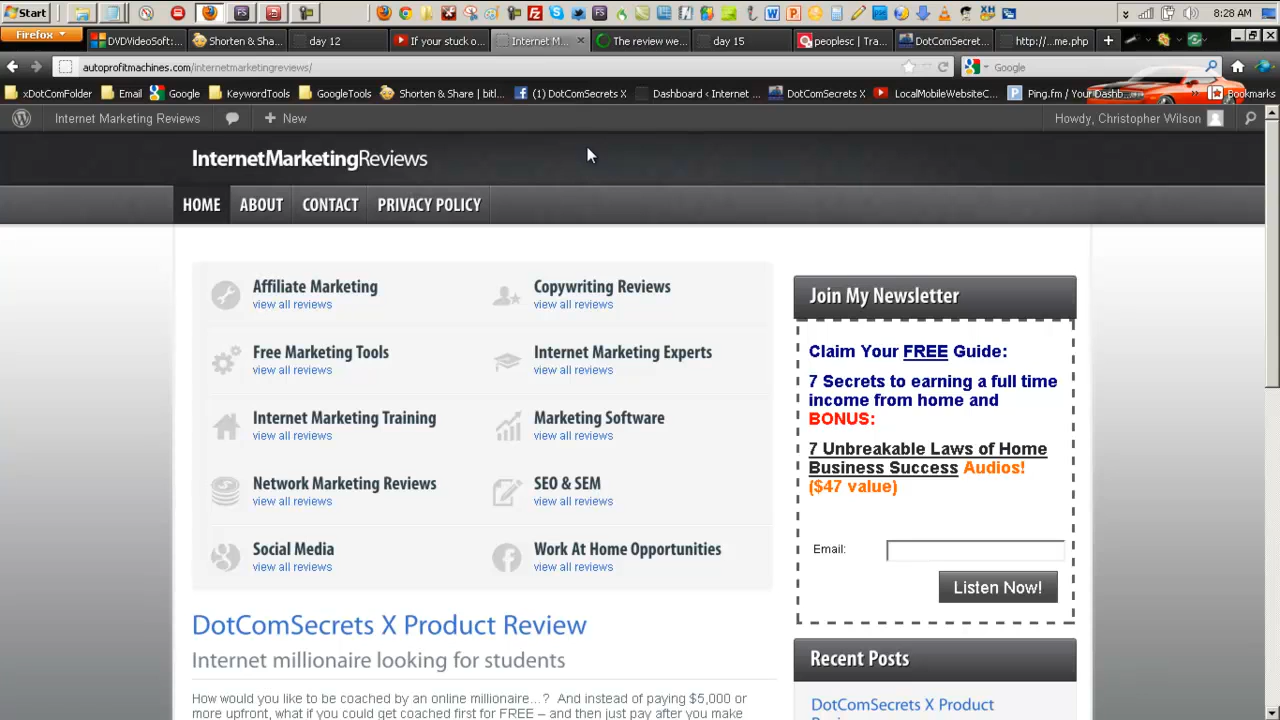 Start
8:28 AM
Firefox
DVDVideoSoft:...
Shorten & Sha...
day 12
If your stuck o...
Internet M...
The review we...
day 15
peoplesc | Tra...
DotComSecret...
http://...me.php
autoprofitmachines.com/internetmarketingreviews/
Google
xDotComFolder
Email
Google
KeywordTools
GoogleTools
Shorten & Share | bit...
(1) DotComSecrets X
Dashboard ‹ Internet ...
DotComSecrets X
LocalMobileWebsiteC...
Ping.fm / Your Dashb...
Bookmarks
Internet Marketing Reviews
New
Howdy, Christopher Wilson
InternetMarketingReviews
HOME
ABOUT
CONTACT
PRIVACY POLICY
Affiliate Marketing
view all reviews
Copywriting Reviews
view all reviews
Free Marketing Tools
view all reviews
Internet Marketing Experts
view all reviews
Internet Marketing Training
view all reviews
Marketing Software
view all reviews
Network Marketing Reviews
view all reviews
SEO & SEM
view all reviews
Social Media
view all reviews
Work At Home Opportunities
view all reviews
DotComSecrets X Product Review
Internet millionaire looking for students
How would you like to be coached by an online millionaire...? And instead of paying $5,000 or
more upfront, what if you could get coached first for FREE – and then just pay after you make
Join My Newsletter
Claim Your FREE Guide:
7 Secrets to earning a full time
income from home and
BONUS:
7 Unbreakable Laws of Home
Business Success Audios!
($47 value)
Email:
Listen Now!
Recent Posts
DotComSecrets X Product